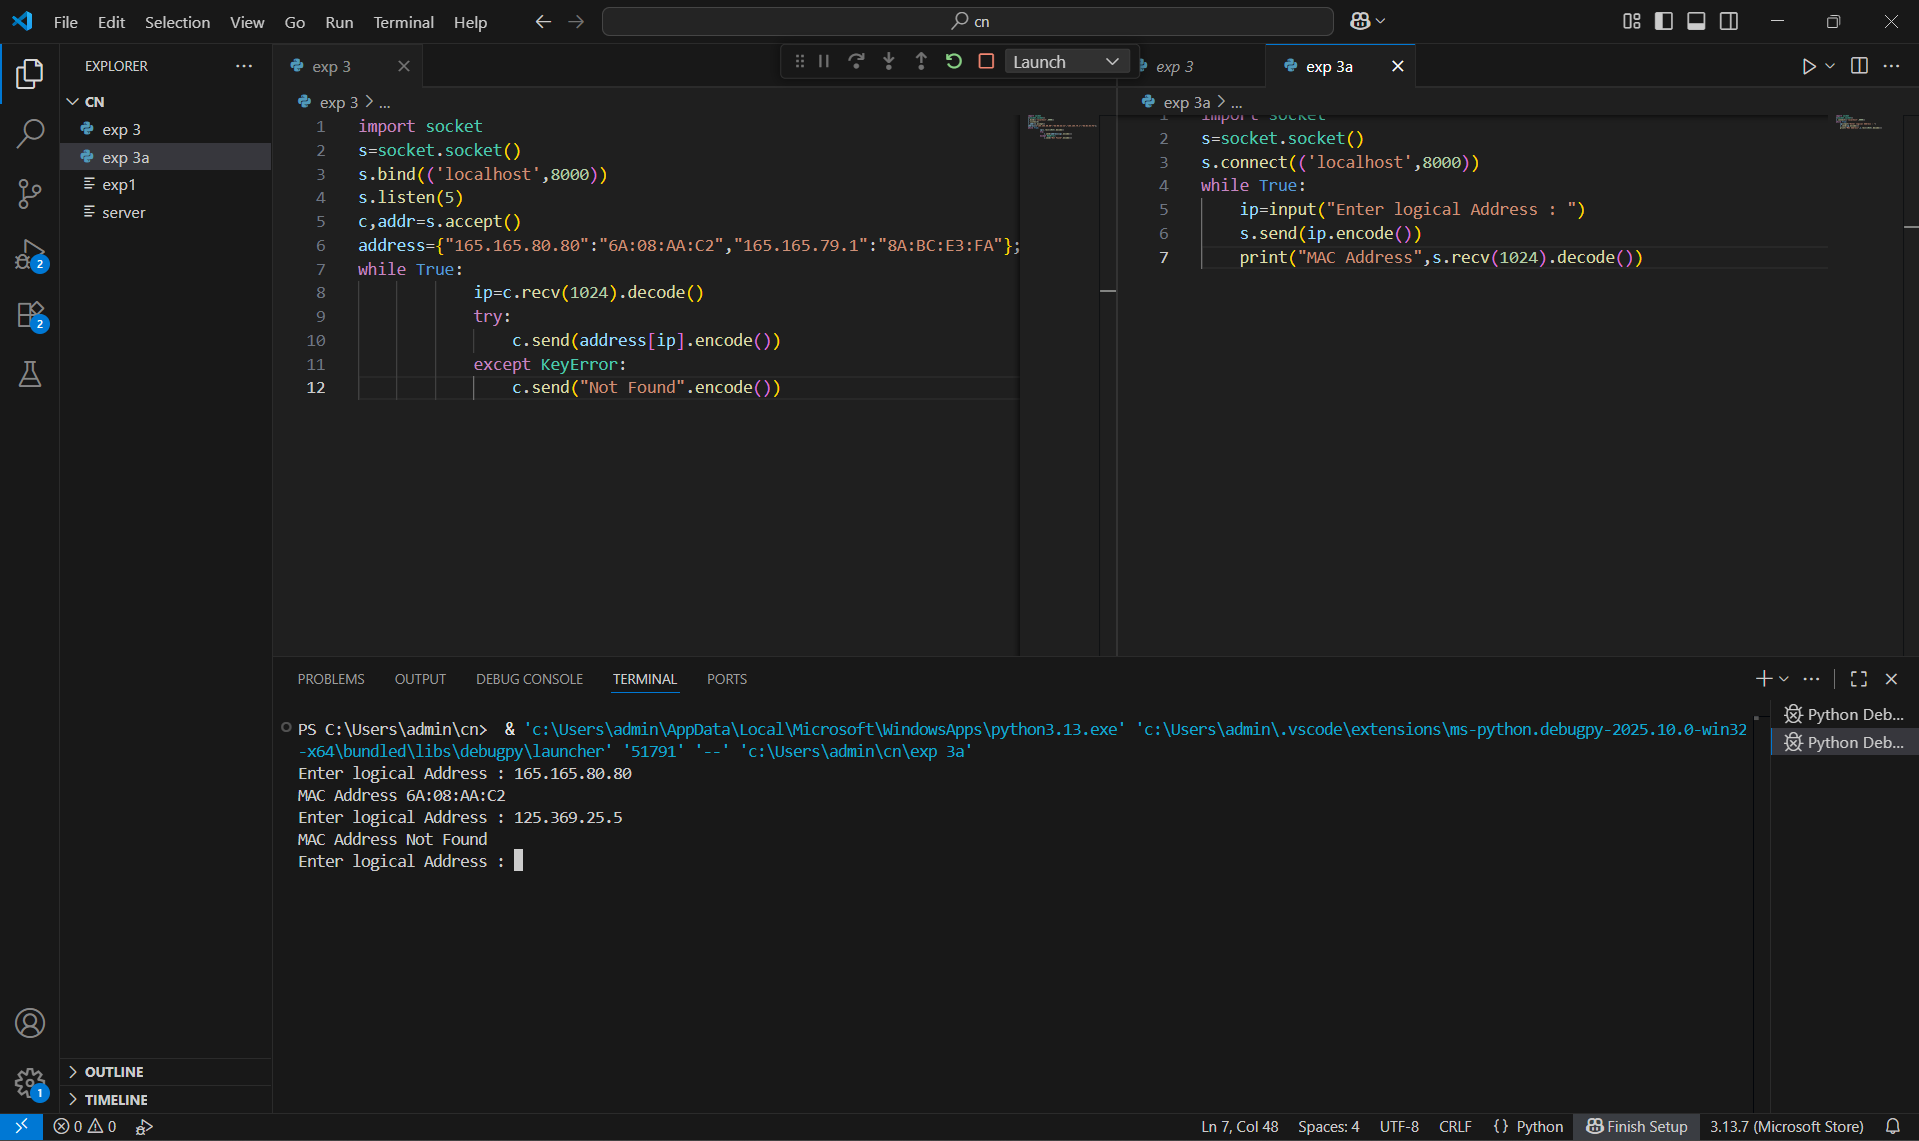 File Edit Selection View Go Run Terminal Help
cn
EXPLORER
CN
exp 3
exp 3a
exp1
server
OUTLINE
TIMELINE
exp 3
Launch
exp 3
exp 3a
exp 3 > ...
1 import socket
2 s=socket.socket()
3 s.bind(('localhost',8000))
4 s.listen(5)
5 c,addr=s.accept()
6 address={"165.165.80.80":"6A:08:AA:C2","165.165.79.1":"8A:BC:E3:FA"};
7 while True:
8 ip=c.recv(1024).decode()
9 try:
10 c.send(address[ip].encode())
11 except KeyError:
12 c.send("Not Found".encode())
exp 3a > ...
1 import socket
2 s=socket.socket()
3 s.connect(('localhost',8000))
4 while True:
5 ip=input("Enter logical Address : ")
6 s.send(ip.encode())
7 print("MAC Address",s.recv(1024).decode())
PROBLEMS OUTPUT DEBUG CONSOLE TERMINAL PORTS
PS C:\Users\admin\cn> & 'c:\Users\admin\AppData\Local\Microsoft\WindowsApps\python3.13.exe' 'c:\Users\admin\.vscode\extensions\ms-python.debugpy-2025.10.0-win32
-x64\bundled\libs\debugpy\launcher' '51791' '--' 'c:\Users\admin\cn\exp 3a'
Enter logical Address : 165.165.80.80
MAC Address 6A:08:AA:C2
Enter logical Address : 125.369.25.5
MAC Address Not Found
Enter logical Address :
Python Deb...
Python Deb...
2
2
1
0 0
Ln 7, Col 48 Spaces: 4 UTF-8 CRLF {} Python Finish Setup 3.13.7 (Microsoft Store)